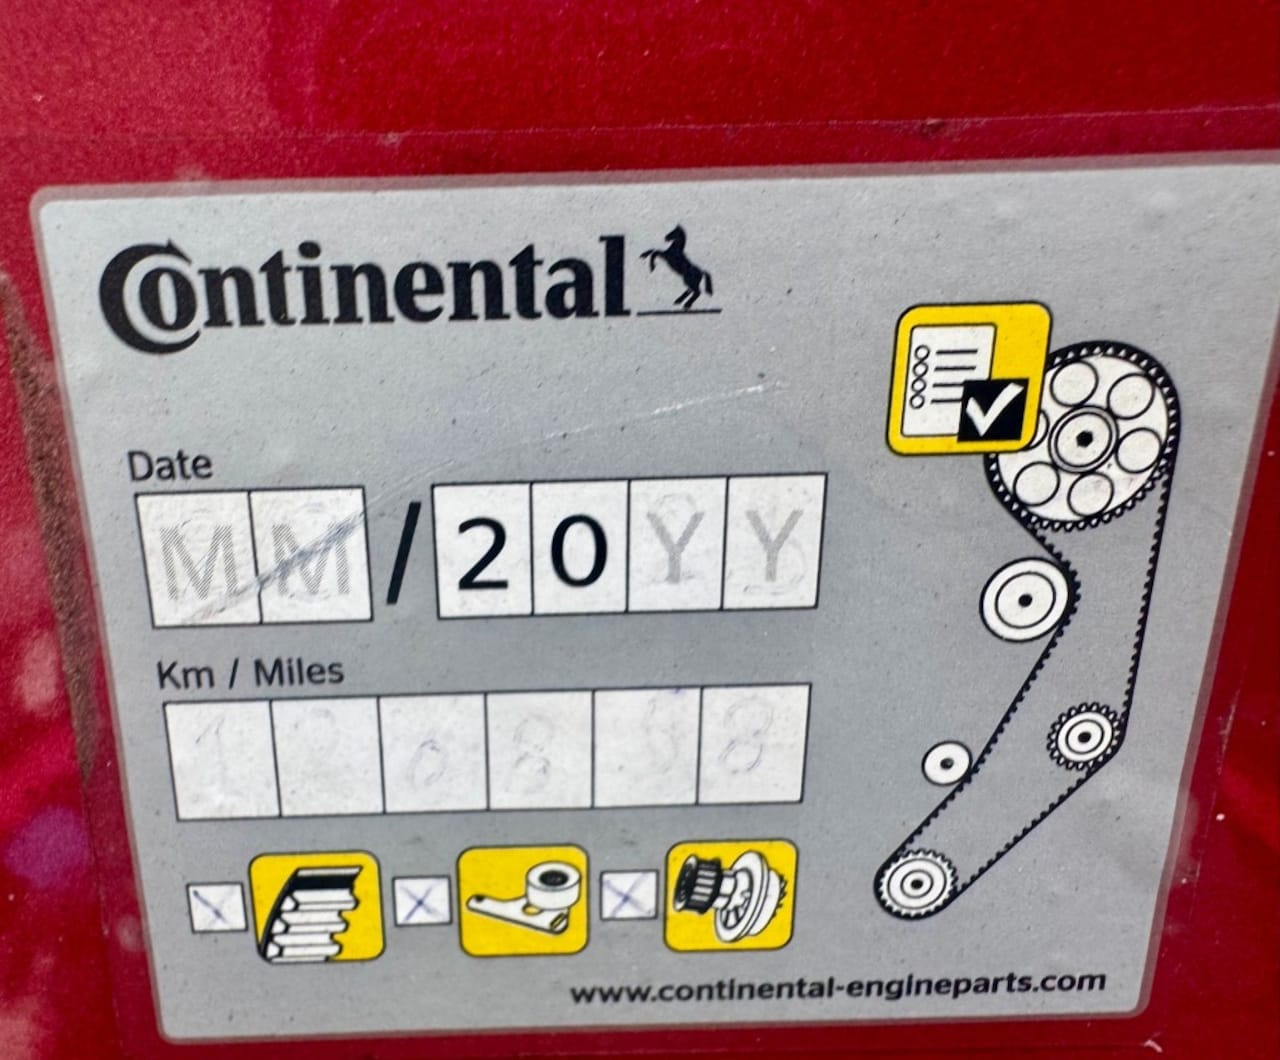 Continental
Date
MM/20YY
Km / Miles
www.continental-engineparts.com